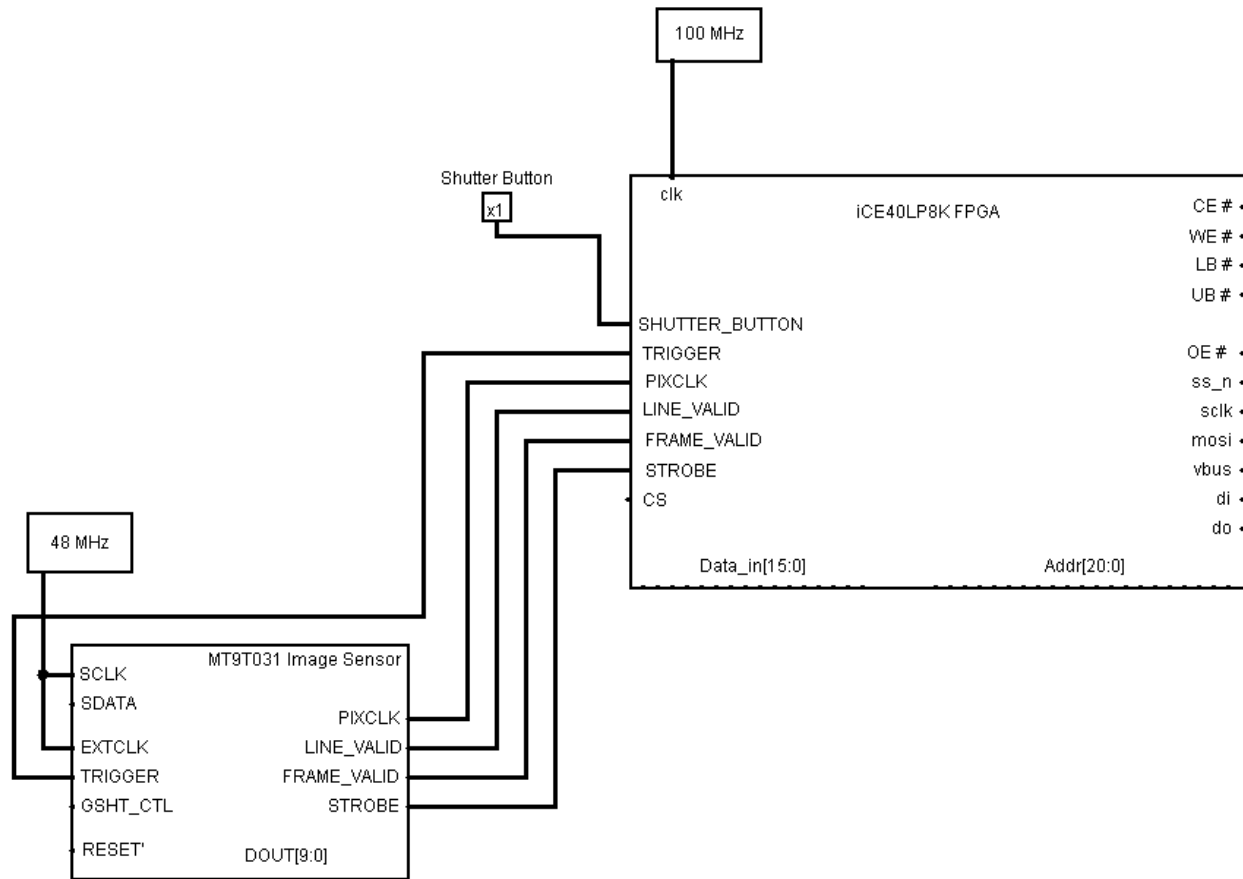 100 MHz
Shutter Button
x1
clk
iCE40LP8K FPGA
CE #
WE #
LB #
UB #
SHUTTER_BUTTON
TRIGGER
OE #
PIXCLK
ss_n
LINE_VALID
sclk
FRAME_VALID
mosi
STROBE
vbus
CS
di
do
Data_in[15:0]
Addr[20:0]
48 MHz
MT9T031 Image Sensor
SCLK
SDATA
PIXCLK
EXTCLK
LINE_VALID
TRIGGER
FRAME_VALID
GSHT_CTL
STROBE
RESET'
DOUT[9:0]